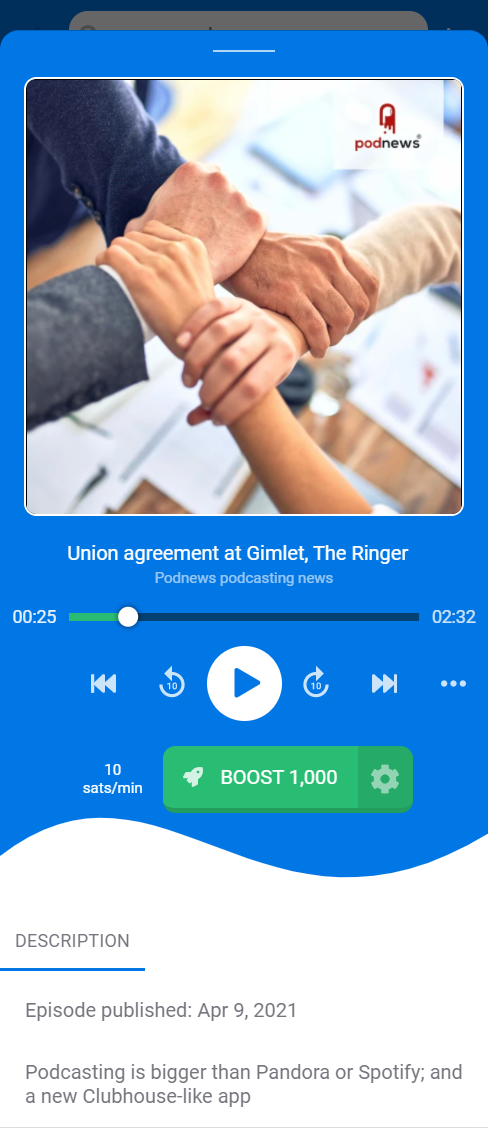 podnews
Union agreement at Gimlet, The Ringer
Podnews podcasting news
00:25
02:32
10
10
10
sats/min
BOOST 1,000
DESCRIPTION
Episode published: Apr 9, 2021
Podcasting is bigger than Pandora or Spotify; and
a new Clubhouse-like app